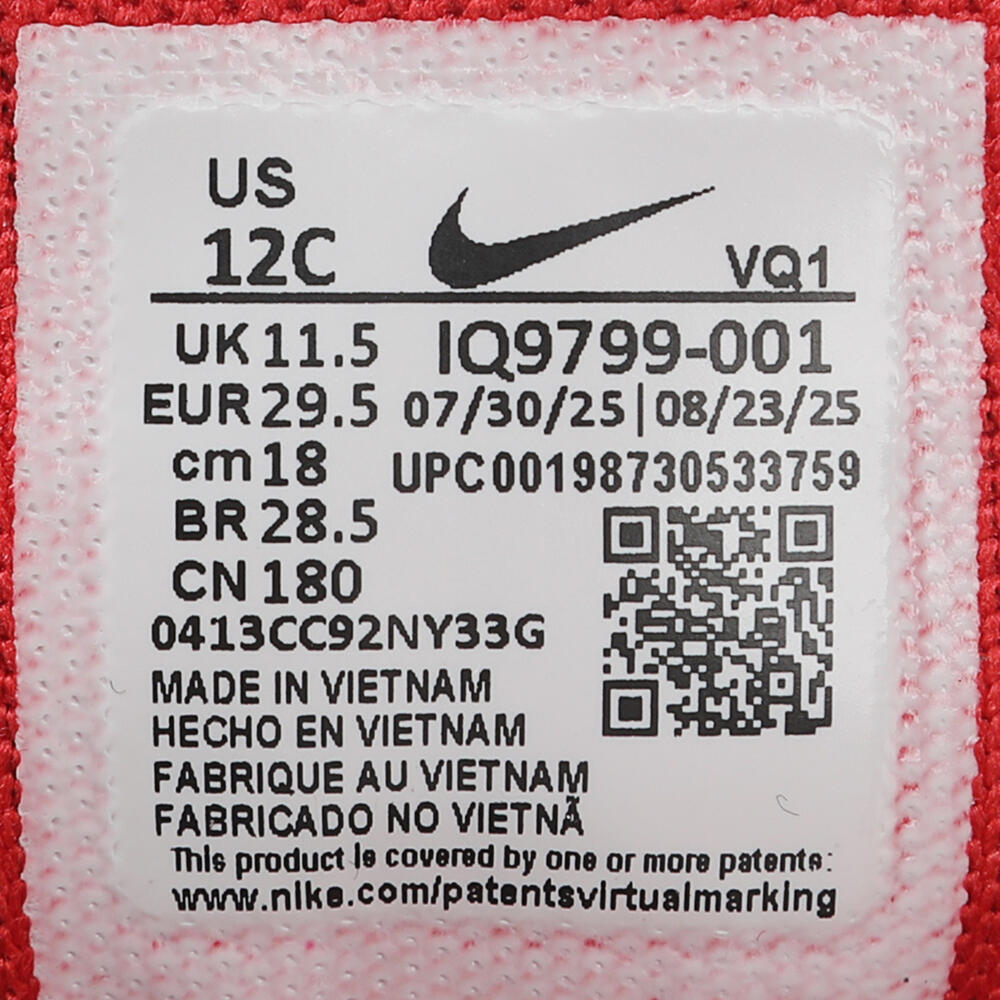 US
12C
VQ1
UK 11.5
IQ9799-001
EUR 29.5
07/30/25|08/23/25
cm 18
UPC00198730533759
BR 28.5
CN 180
0413CC92NY33G
MADE IN VIETNAM
HECHO EN VIETNAM
FABRIQUE AU VIETNAM
FABRICADO NO VIETNÃ
This product is covered by one or more patents:
www.nike.com/patentsvirtualmarking